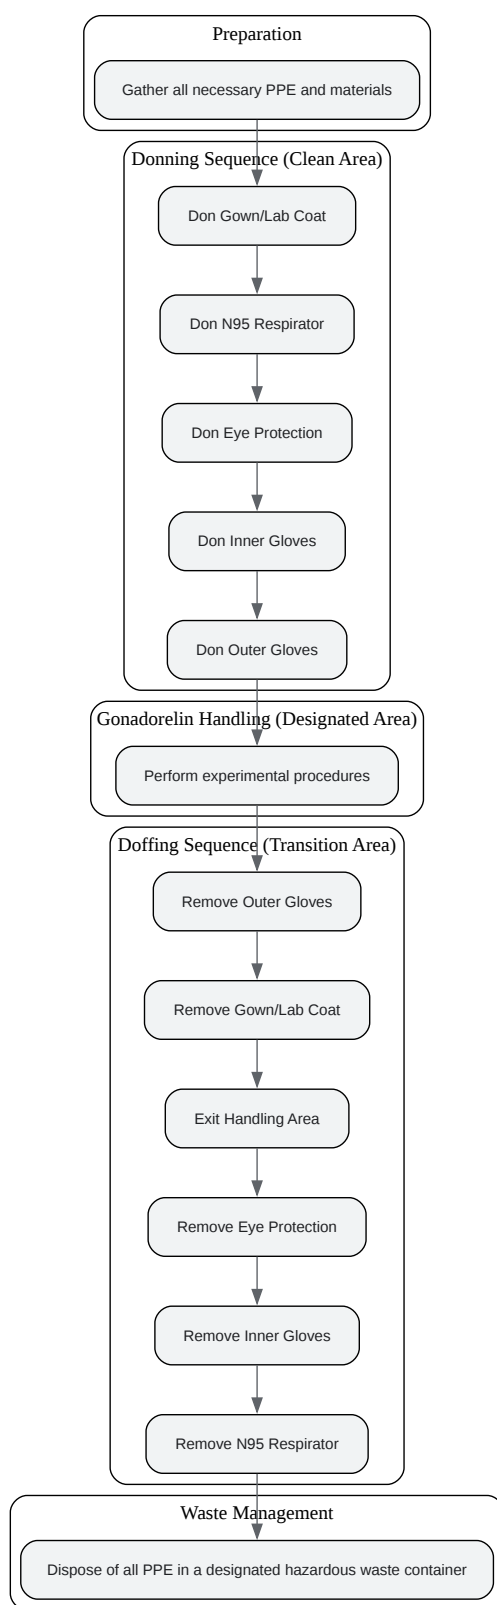 Preparation
Gather all necessary PPE and materials
Donning Sequence (Clean Area)
Don Gown/Lab Coat
Don N95 Respirator
Don Eye Protection
Don Inner Gloves
Don Outer Gloves
Gonadorelin Handling (Designated Area)
Perform experimental procedures
Doffing Sequence (Transition Area)
Remove Outer Gloves
Remove Gown/Lab Coat
Exit Handling Area
Remove Eye Protection
Remove Inner Gloves
Remove N95 Respirator
Waste Management
Dispose of all PPE in a designated hazardous waste container